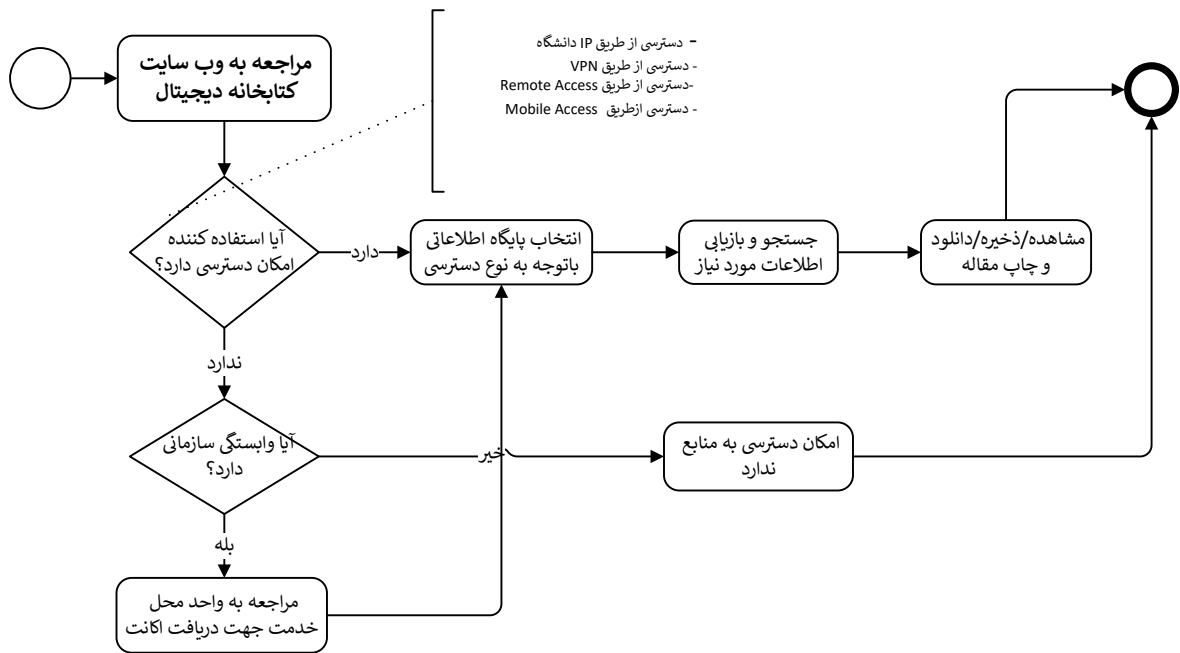 مراجعه به وب سایت
کتابخانه دیجیتال
- دسترسی از طریق IP دانشگاه
- دسترسی از طریق VPN
-دسترسی از طریق Remote Access
- دسترسی ازطریق Mobile Access
آیا استفاده کننده
امکان دسترسی دارد؟
دارد
انتخاب پایگاه اطلاعاتی
باتوجه به نوع دسترسی
جستجو و بازیابی
اطلاعات مورد نیاز
مشاهده/ذخیره/دانلود
و چاپ مقاله
ندارد
آیا وابستگی سازمانی
دارد؟
خیر
امکان دسترسی به منابع
ندارد
بله
مراجعه به واحد محل
خدمت جهت دریافت اکانت